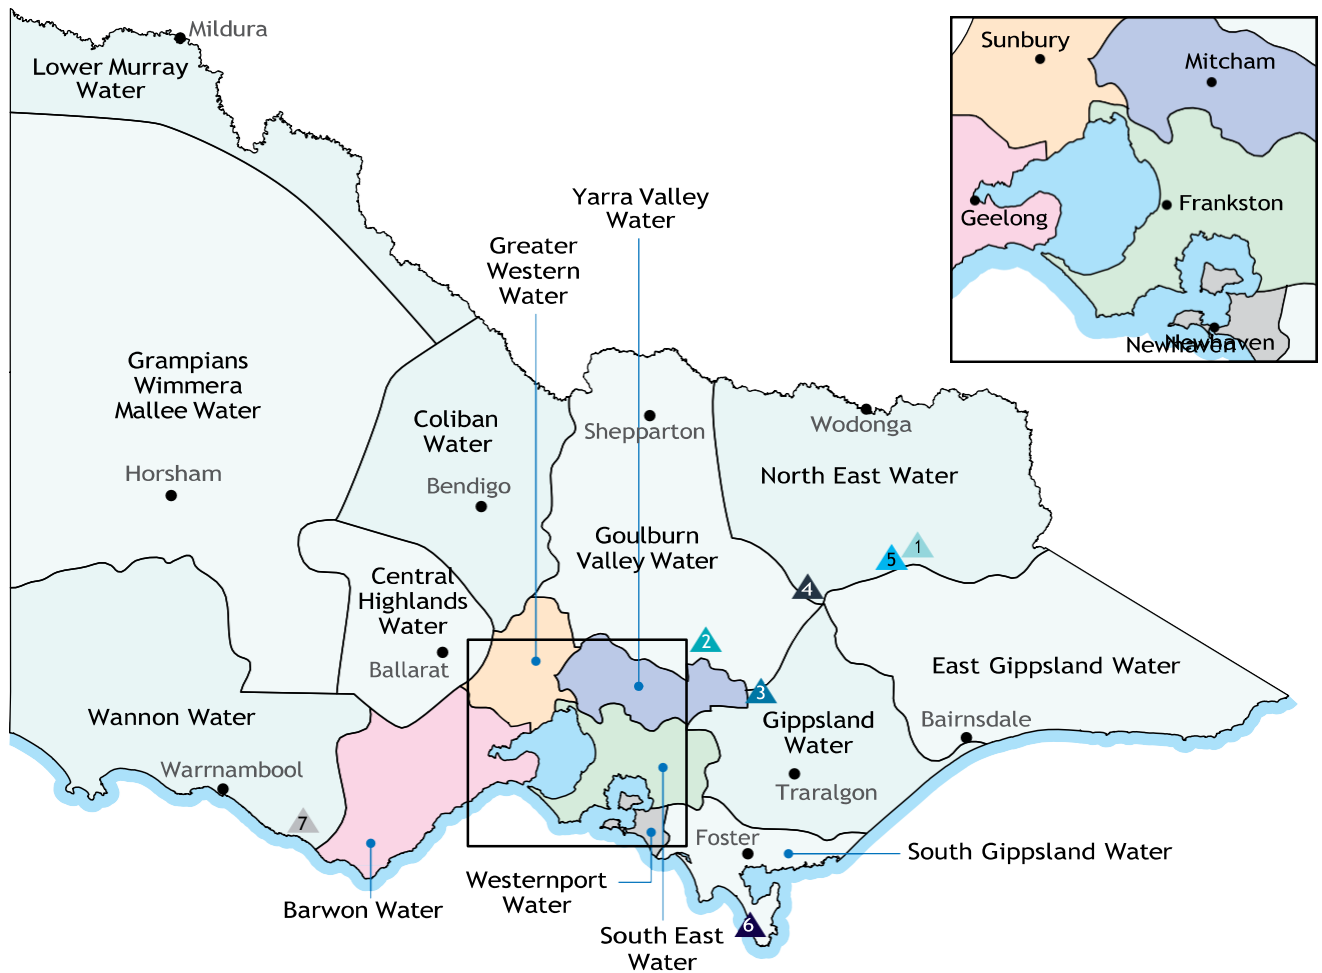 Mildura
Lower Murray
Water
Sunbury
Mitcham
Frankston
Geelong
Newhaven
Newhaven
Yarra Valley
Water
Greater
Western
Water
Grampians
Wimmera
Mallee Water
Coliban
Water
Shepparton
Wodonga
North East Water
Horsham
Bendigo
Goulburn
Valley Water
1
5
4
Central
Highlands
Water
Ballarat
2
3
East Gippsland Water
Wannon Water
Gippsland
Water
Bairnsdale
Warrnambool
Traralgon
7
Foster
South Gippsland Water
Westernport
Water
Barwon Water
6
South East
Water